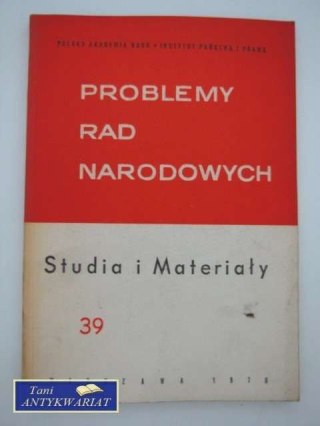 POLSKA AKADEMIA NAUK • INSTYTUT PAŃSTWA I PRAWA
PROBLEMY
RAD
NARODOWYCH
Studia i Materiały
39
WARSZAWA 1978
Tani
ANTYKWARIAT